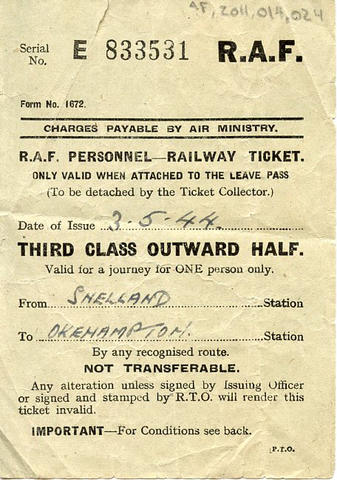 AF, 2011, 014, 024
Serial No. E 833531 R.A.F.
Form No. 1672.
CHARGES PAYABLE BY AIR MINISTRY.
R.A.F. PERSONNEL—RAILWAY TICKET.
ONLY VALID WHEN ATTACHED TO THE LEAVE PASS
(To be detached by the Ticket Collector.)
Date of Issue 3-5-44
THIRD CLASS OUTWARD HALF.
Valid for a journey for ONE person only.
From SNELLAND Station
To OKEHAMPTON. Station
By any recognised route.
NOT TRANSFERABLE.
Any alteration unless signed by Issuing Officer
or signed and stamped by R.T.O. will render this
ticket invalid.
IMPORTANT—For Conditions see back.
P.T.O.